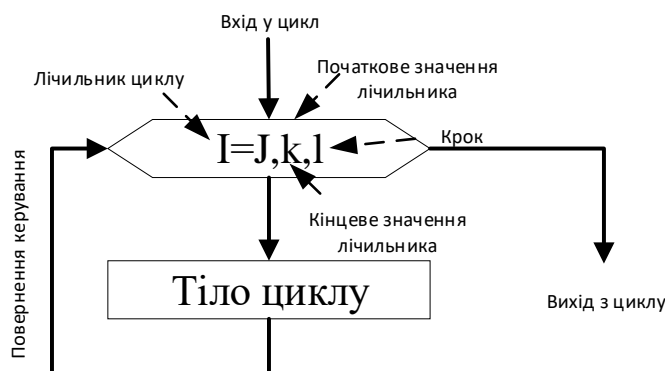 Вхід у цикл
Лічильник циклу
Початкове значення
лічильника
I=J,k,l
Крок
Кінцеве значення
лічильника
Тіло циклу
Вихід з циклу
Повернення керування